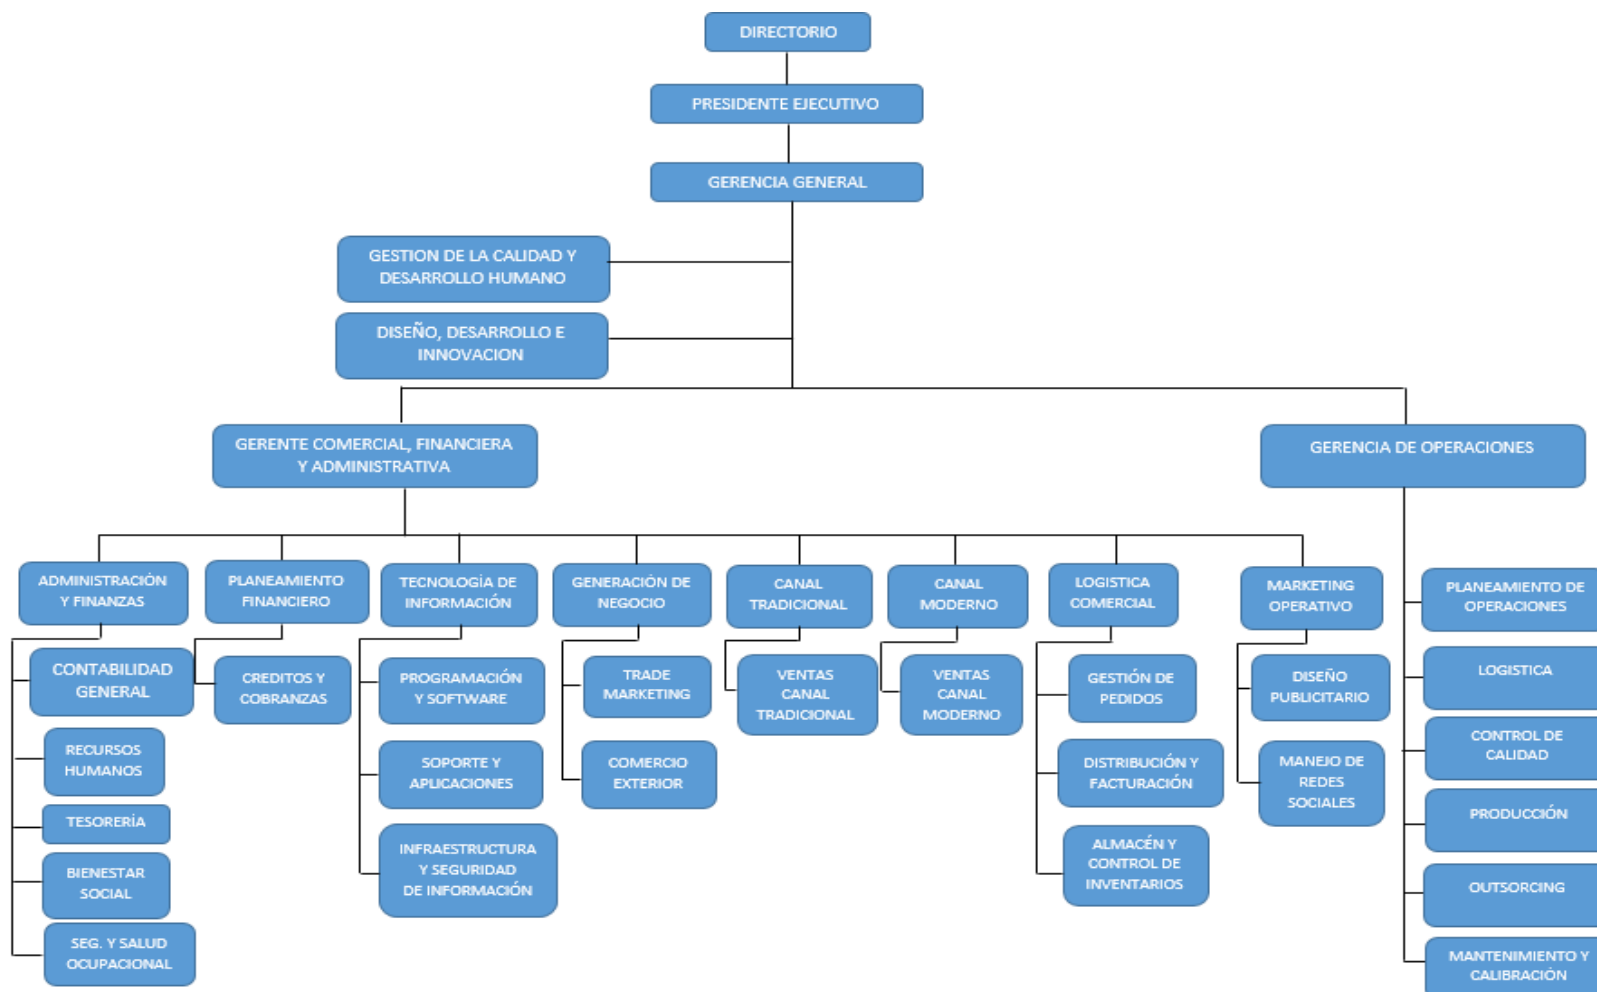 DIRECTORIO
PRESIDENTE EJECUTIVO
GERENCIA GENERAL
GESTION DE LA CALIDAD Y
DESARROLLO HUMANO
DISEÑO, DESARROLLO E
INNOVACION
GERENTE COMERCIAL, FINANCIERA
Y ADMINISTRATIVA
GERENCIA DE OPERACIONES
ADMINISTRACIÓN
Y FINANZAS
PLANEAMIENTO
FINANCIERO
TECNOLOGÌA DE
INFORMACIÓN
GENERACIÓN DE
NEGOCIO
CANAL
TRADICIONAL
CANAL
MODERNO
LOGISTICA
COMERCIAL
MARKETING
OPERATIVO
CONTABILIDAD
GENERAL
RECURSOS
HUMANOS
TESORERÍA
BIENESTAR
SOCIAL
SEG. Y SALUD
OCUPACIONAL
CREDITOS Y
COBRANZAS
PROGRAMACIÓN
Y SOFTWARE
SOPORTE Y
APLICACIONES
INFRAESTRUCTURA
Y SEGURIDAD
DE INFORMACIÓN
TRADE
MARKETING
COMERCIO
EXTERIOR
VENTAS
CANAL
TRADICIONAL
VENTAS
CANAL
MODERNO
GESTIÓN DE
PEDIDOS
DISTRIBUCIÓN Y
FACTURACIÓN
ALMACÉN Y
CONTROL DE
INVENTARIOS
DISEÑO
PUBLICITARIO
MANEJO DE
REDES
SOCIALES
PLANEAMIENTO DE
OPERACIONES
LOGISTICA
CONTROL DE
CALIDAD
PRODUCCIÓN
OUTSORCING
MANTENIMIENTO Y
CALIBRACIÓN